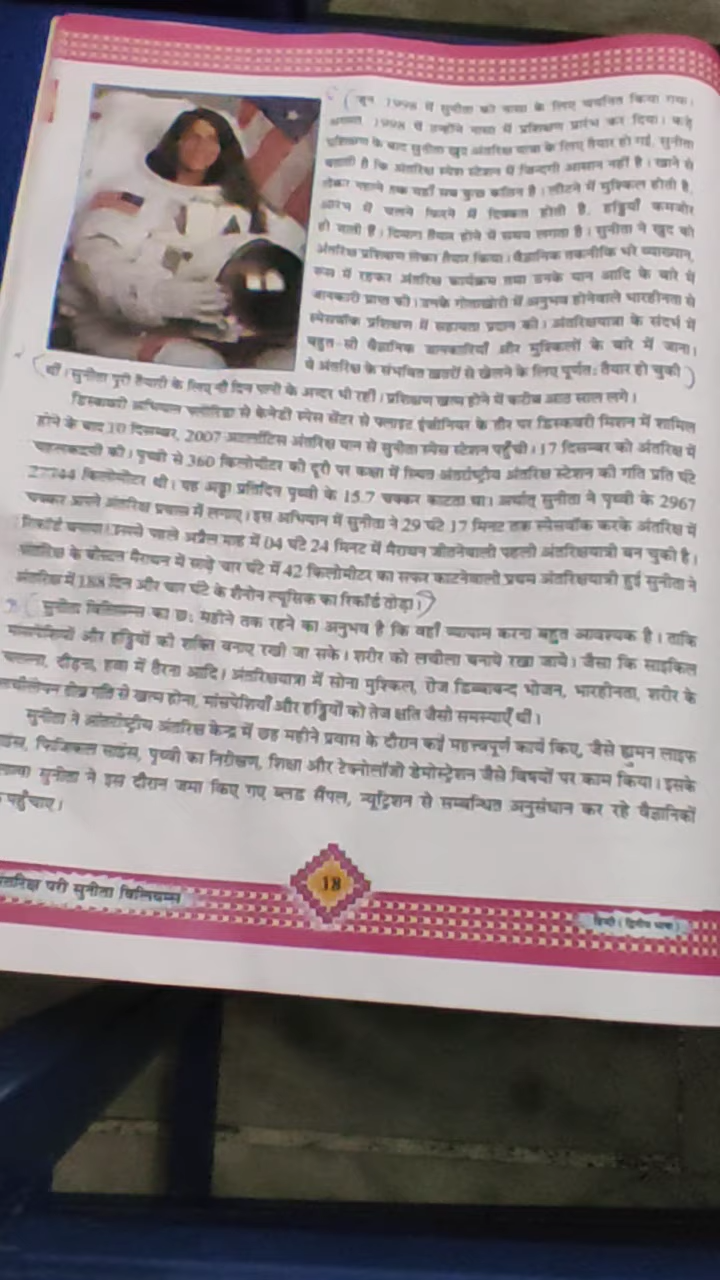 जून, 1998 में सुनीता को नासा के लिए चयनित किया गया।
अगस्त, 1998 से उन्होंने नासा में प्रशिक्षण प्रारंभ कर दिया। कड़े
प्रशिक्षण के बाद सुनीता खुद अंतरिक्ष यात्रा के लिए तैयार हो गई, सुनीता
बताती है कि अंतरिक्ष स्पेस स्टेशन में जिन्दगी आसान नहीं है। खाने से
लेकर नहाने तक वहाँ सब कुछ कठिन है। लौटने में मुश्किल होती है,
आरंभ में चलने फिरने में दिक्कत होती है, हड्डियाँ कमजोर
हो जाती हैं। दिमाग तैयार होने में समय लगता है। सुनीता ने खुद को
अंतरिक्ष प्रशिक्षण लेकर तैयार किया। वैज्ञानिक तकनीकि भरे व्याख्यान,
रूस में रहकर अंतरिक्ष कार्यक्रम तथा उनके यान आदि के बारे में
जानकारी प्राप्त की। उनके गोताखोरी में अनुभव होनेवाले भारहीनता से
स्पेसवॉक प्रशिक्षण में सहायता प्रदान की। अंतरिक्षयात्रा के संदर्भ में
बहुत-सी वैज्ञानिक जानकारियाँ और मुश्किलों के बारे में जाना।
वे अंतरिक्ष के संभवित खतरों से खेलने के लिए पूर्णतः तैयार हो चुकी
थीं। सुनीता पुरी तैयारी के लिए नौ दिन पानी के अन्दर भी रहीं। प्रशिक्षण खत्म होने में करीब आठ साल लगे।
डिस्कवरी अभियान फ्लोरिडा से केनेडी स्पेस सेंटर से फ्लाइट इंजीनियर के तौर पर डिस्कवरी मिशन में शामिल
होने के बाद 10 दिसम्बर, 2007 अटलांटिस अंतरिक्ष यान से सुनीता स्पेस स्टेशन पहुँची। 17 दिसम्बर को अंतरिक्ष में
चहलकदमी की। पृथ्वी से 360 किलोमीटर की दूरी पर कक्षा में स्थित अंतर्राष्ट्रीय अंतरिक्ष स्टेशन की गति प्रति घंटे
27744 किलोमीटर थी। यह अड्डा प्रतिदिन पृथ्वी के 15.7 चक्कर काटता था। अर्थात् सुनीता ने पृथ्वी के 2967
चक्कर अपने अंतरिक्ष प्रवास में लगाए। इस अभियान में सुनीता ने 29 घंटे 17 मिनट तक स्पेसवॉक करके अंतरिक्ष में
रिकॉर्ड बनाया। इससे पहले अप्रैल माह में 04 घंटे 24 मिनट में मैराथन जीतनेवाली पहली अंतरिक्षयात्री बन चुकी है।
अंतरिक्ष के बोस्टन मैराथन में साढ़े चार घंटे में 42 किलोमीटर का सफर काटनेवाली प्रथम अंतरिक्षयात्री हुई सुनीता ने
अंतरिक्ष में 188 दिन और चार घंटे के शैनोन ल्यूसिक का रिकॉर्ड तोड़ा।
सुनीता विलियम्स का छः महीने तक रहने का अनुभव है कि वहाँ व्यायाम करना बहुत आवश्यक है। ताकि
मांसपेशियाँ और हड्डियों को शक्ति बनाए रखी जा सके। शरीर को लचीला बनाये रखा जाये। जैसा कि साइकिल
चलाना, दौड़ना, हवा में तैरना आदि। अंतरिक्षयात्रा में सोना मुश्किल, रोज डिब्बाबन्द भोजन, भारहीनता, शरीर के
लचीलेपन तीव्र गति से खत्म होना, मांसपेशियाँ और हड्डियों को तेज क्षति जैसी समस्याएँ थीं।
सुनीता ने आंतर्राष्ट्रीय अंतरिक्ष केन्द्र में छह महीने प्रवास के दौरान कई महत्त्वपूर्ण कार्य किए, जैसे ह्युमन लाइफ
साइंस, फिजिकल साइंस, पृथ्वी का निरीक्षण, शिक्षा और टेक्नोलॉजी डेमोस्ट्रेशन जैसे विषयों पर काम किया। इसके
सुनीता ने इस दौरान जमा किए गए ब्लड सैंपल, न्यूट्रिशन से सम्बन्धित अनुसंधान कर रहे वैज्ञानिकों
पहुँचाए।
18
अंतरिक्ष परी सुनीता विलियम्स
हिन्दी (द्वितीय भाषा)